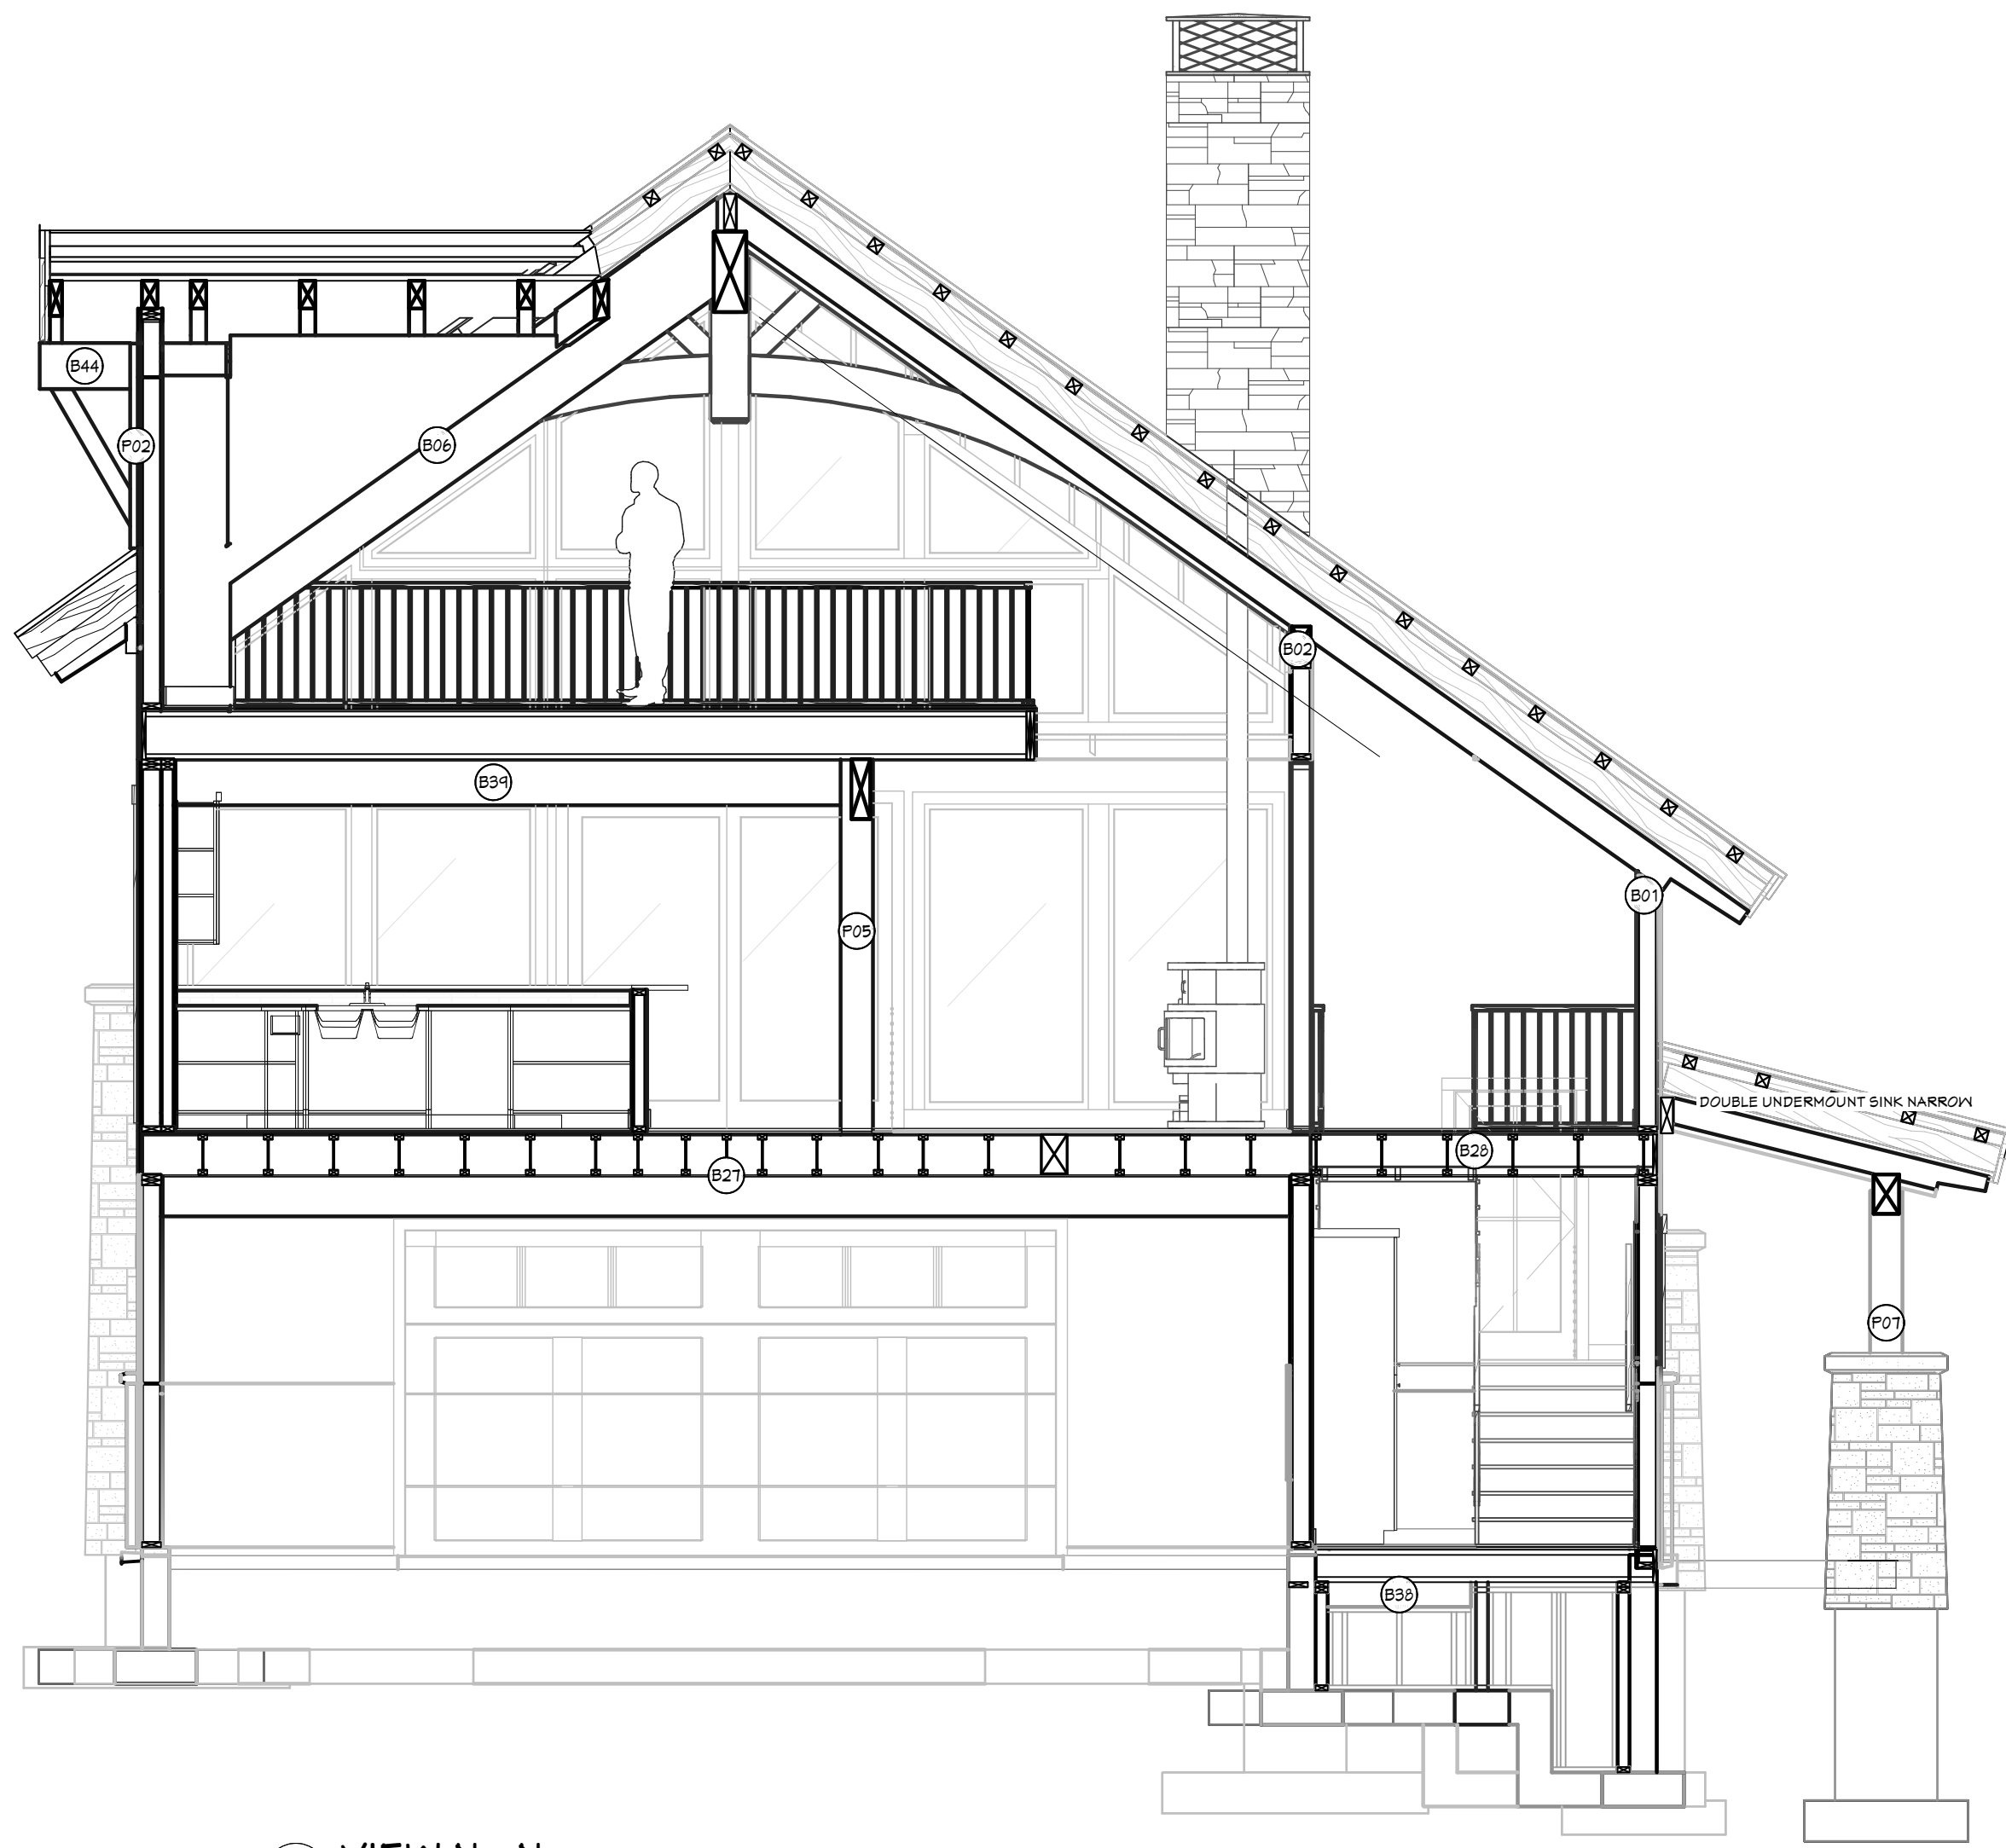 B44
P02
B06
B02
B39
B01
P05
DOUBLE UNDERMOUNT SINK NARROW
B28
B27
P07
B38